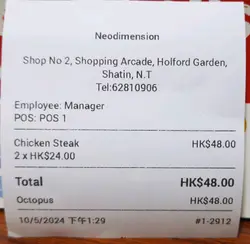 Neodimension
Shop No 2, Shopping Arcade, Holford Garden,
Shatin, N.T
Tel:62810906
Employee: Manager
POS: POS 1
Chicken Steak HK$48.00
2 x HK$24.00
Total HK$48.00
Octopus HK$48.00
10/5/2024 下午1:29 #1-2912